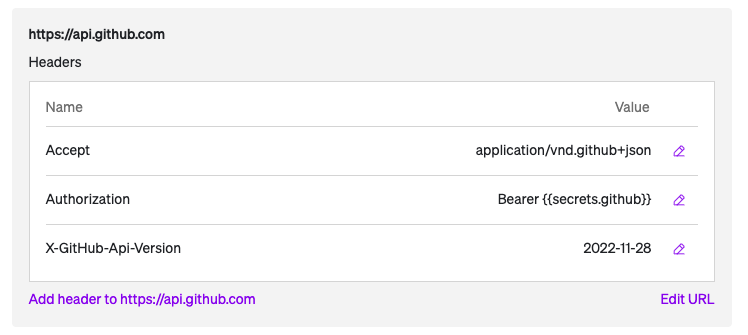 https://api.github.com
Headers
Name Value
Accept application/vnd.github+json
Authorization Bearer {{secrets.github}}
X-GitHub-Api-Version 2022-11-28
Add header to https://api.github.com Edit URL